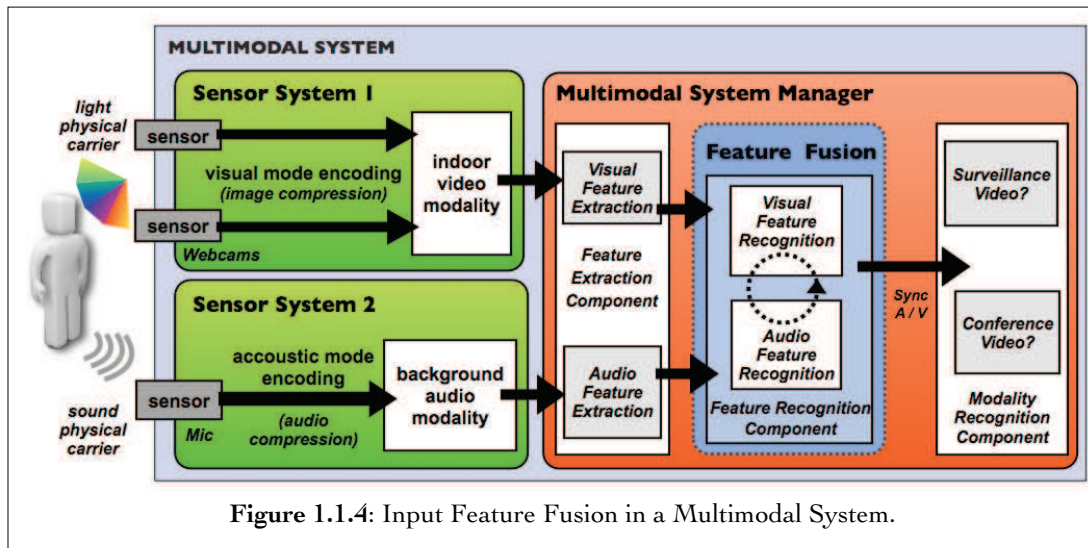 MULTIMODAL SYSTEM
light
physical
carrier
sensor
sensor
Webcams
Sensor System 1
visual mode encoding
(image compression)
indoor
video
modality
Sensor System 2
sound
physical
carrier
sensor
Mic
accoustic mode
encoding
(audio
compression)
background
audio
modality
Multimodal System Manager
Visual
Feature
Extraction
Feature
Extraction
Component
Audio
Feature
Extraction
Feature Fusion
Visual
Feature
Recognition
Audio
Feature
Recognition
Feature Recognition
Component
Sync
A / V
Surveillance
Video?
Conference
Video?
Modality
Recognition
Component
Figure 1.1.4: Input Feature Fusion in a Multimodal System.